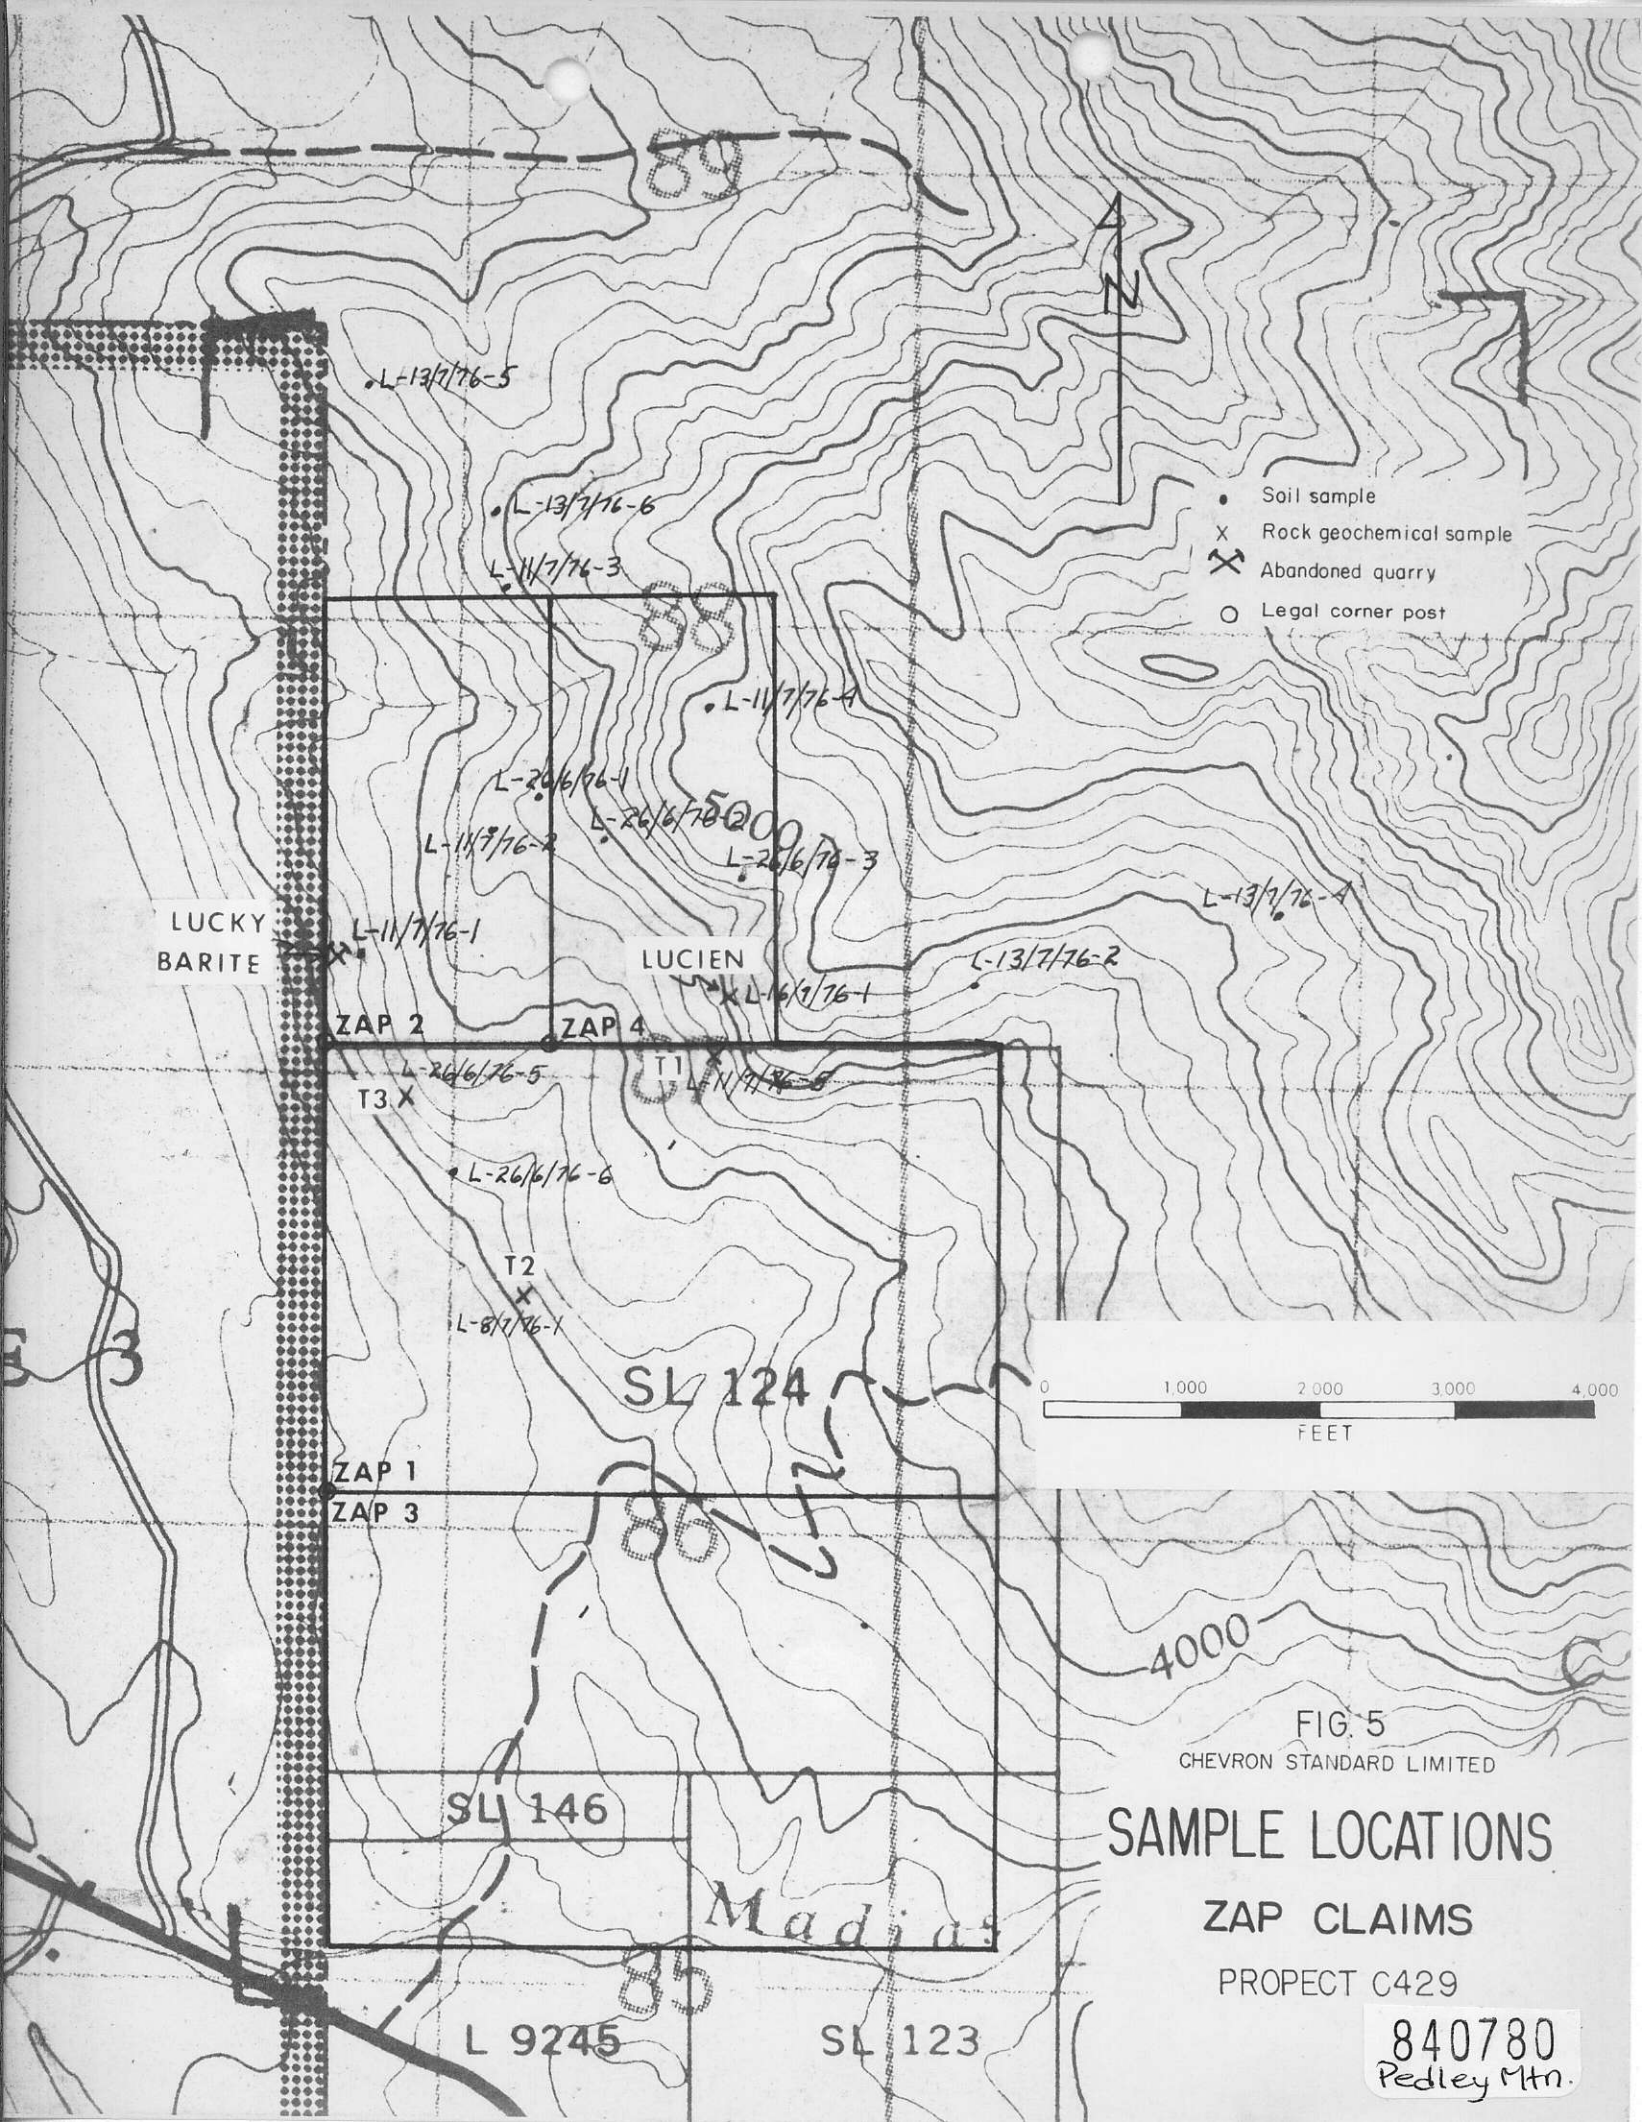 89
N
L-13/7/76-5
Soil sample
L-13/7/76-6
X Rock geochemical sample
L-11/7/76-3
Abandoned quarry
88
Legal corner post
L-11/7/76-4
L-26/6/76-1
5000
L-26/6/76-2
L-11/7/76-2
L-26/6/76-3
L-13/7/76-4
LUCKY
BARITE
L-11/7/76-1
LUCIEN
L-13/7/76-2
L-16/7/76-1
ZAP 2
ZAP 4
87
T1
L-26/6/76-5
T3
L-26/6/76-6
T2
L-8/7/76-1
3
SL 124
0 1,000 2,000 3,000 4,000
FEET
ZAP 1
ZAP 3
86
4000
C
FIG. 5
CHEVRON STANDARD LIMITED
SL 146
SAMPLE LOCATIONS
Madias
ZAP CLAIMS
85
PROPECT C429
L 9245
SL 123
840780
Pedley Mtn.